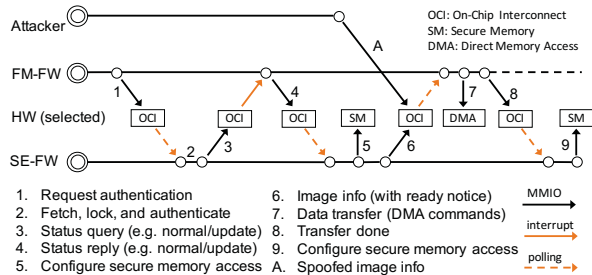 Attacker
OCI: On-Chip Interconnect
SM: Secure Memory
DMA: Direct Memory Access
A
FM-FW
1
4
7
8
HW (selected)
OCI
OCI
OCI
SM
OCI
DMA
OCI
SM
2
3
5
6
9
SE-FW
1. Request authentication
2. Fetch, lock, and authenticate
3. Status query (e.g. normal/update)
4. Status reply (e.g. normal/update)
5. Configure secure memory access
6. Image info (with ready notice)
7. Data transfer (DMA commands)
8. Transfer done
9. Configure secure memory access
A. Spoofed image info
MMIO
interrupt
polling